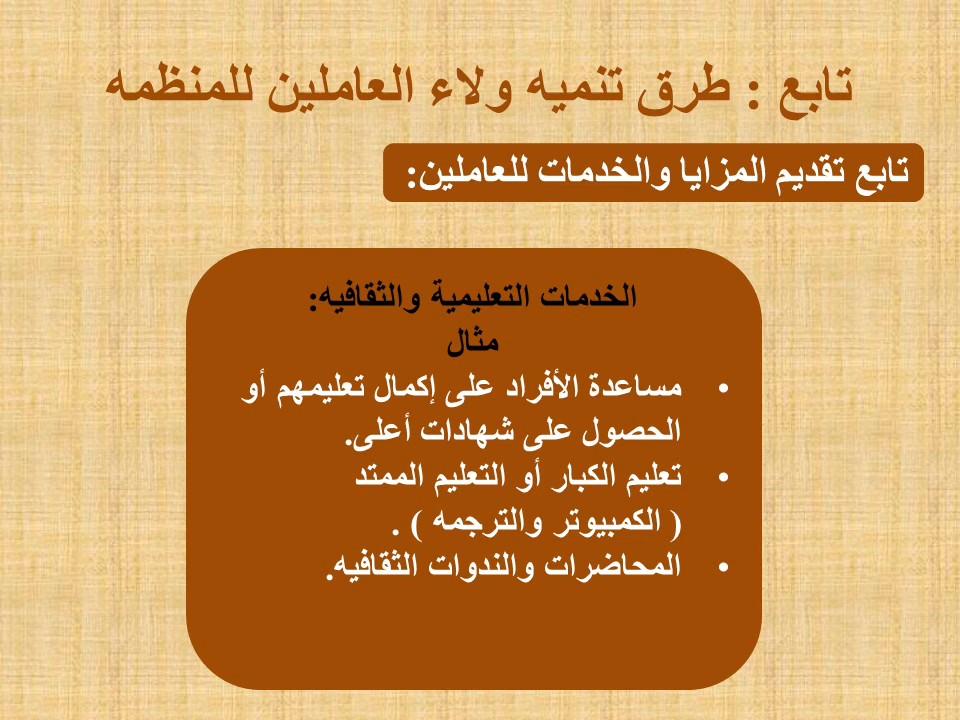 تابع : طرق تنميه ولاء العاملين للمنظمه
تابع تقديم المزايا والخدمات للعاملين:
الخدمات التعليمية والثقافيه:
مثال
• مساعدة الأفراد على إكمال تعليمهم أو
الحصول على شهادات أعلى.
• تعليم الكبار أو التعليم الممتد
( الكمبيوتر والترجمه ) .
• المحاضرات والندوات الثقافيه.